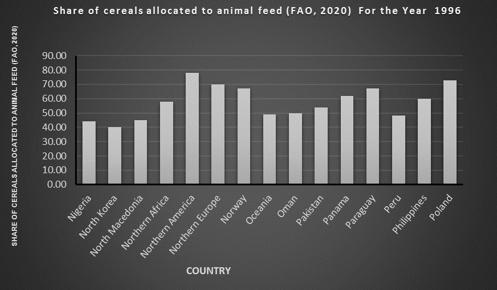 Share of cereals allocated to animal feed (FAO, 2020) For the Year 1996
SHARE OF CEREALS ALLOCATED TO ANIMAL FEED (FAO,2020)
90.00
80.00
70.00
60.00
50.00
40.00
30.00
20.00
10.00
0.00
Nigeria
North Korea
North Macedonia
Northern Africa
Northern America
Northern Europe
Norway
Oceania
Oman
Pakistan
Panama
Paraguay
Peru
Philippines
Poland
COUNTRY